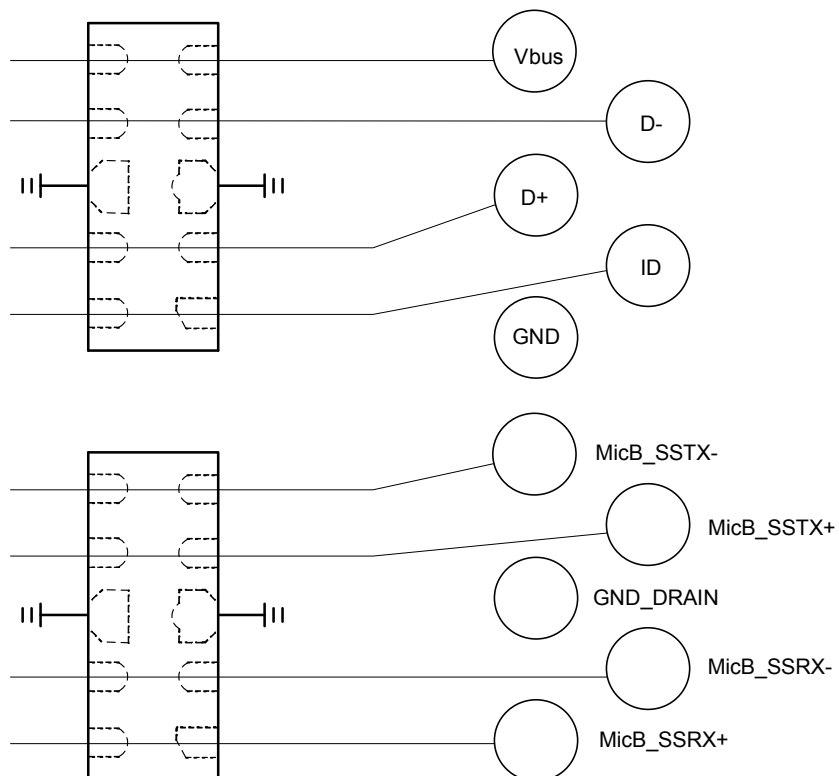 Vbus
D-
D+
ID
GND
MicB_SSTX-
MicB_SSTX+
GND_DRAIN
MicB_SSRX-
MicB_SSRX+